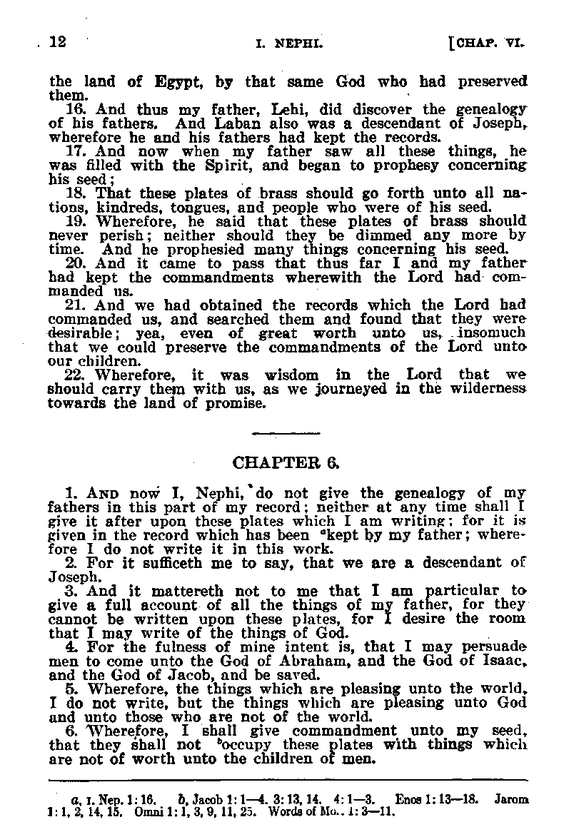 12 I. NEPHI. [CHAP. VI.
the land of Egypt, by that same God who had preserved
them.
16. And thus my father, Lehi, did discover the genealogy
of his fathers. And Laban also was a descendant of Joseph,
wherefore he and his fathers had kept the records.
17. And now when my father saw all these things, he
was filled with the Spirit, and began to prophesy concerning
his seed;
18. That these plates of brass should go forth unto all na-
tions, kindreds, tongues, and people who were of his seed.
19. Wherefore, he said that these plates of brass should
never perish; neither should they be dimmed any more by
time. And he prophesied many things concerning his seed.
20. And it came to pass that thus far I and my father
had kept the commandments wherewith the Lord had com-
manded us.
21. And we had obtained the records which the Lord had
commanded us, and searched them and found that they were
desirable; yea, even of great worth unto us, insomuch
that we could preserve the commandments of the Lord unto
our children.
22. Wherefore, it was wisdom in the Lord that we
should carry them with us, as we journeyed in the wilderness
towards the land of promise.
CHAPTER 6.
1. AND now I, Nephi, do not give the genealogy of my
fathers in this part of my record; neither at any time shall I
give it after upon these plates which I am writing; for it is
given in the record which has been ᵃkept by my father; where-
fore I do not write it in this work.
2. For it sufficeth me to say, that we are a descendant of
Joseph.
3. And it mattereth not to me that I am particular to
give a full account of all the things of my father, for they
cannot be written upon these plates, for I desire the room
that I may write of the things of God.
4. For the fulness of mine intent is, that I may persuade
men to come unto the God of Abraham, and the God of Isaac,
and the God of Jacob, and be saved.
5. Wherefore, the things which are pleasing unto the world,
I do not write, but the things which are pleasing unto God
and unto those who are not of the world.
6. Wherefore, I shall give commandment unto my seed,
that they shall not ᵇoccupy these plates with things which
are not of worth unto the children of men.
a, I. Nep. 1:16. b, Jacob 1:1—4. 3:13, 14. 4:1—3. Enos 1:13—18. Jarom
1:1, 2, 14, 15. Omni 1:1, 3, 9, 11, 25. Words of Mo.. 1:3—11.